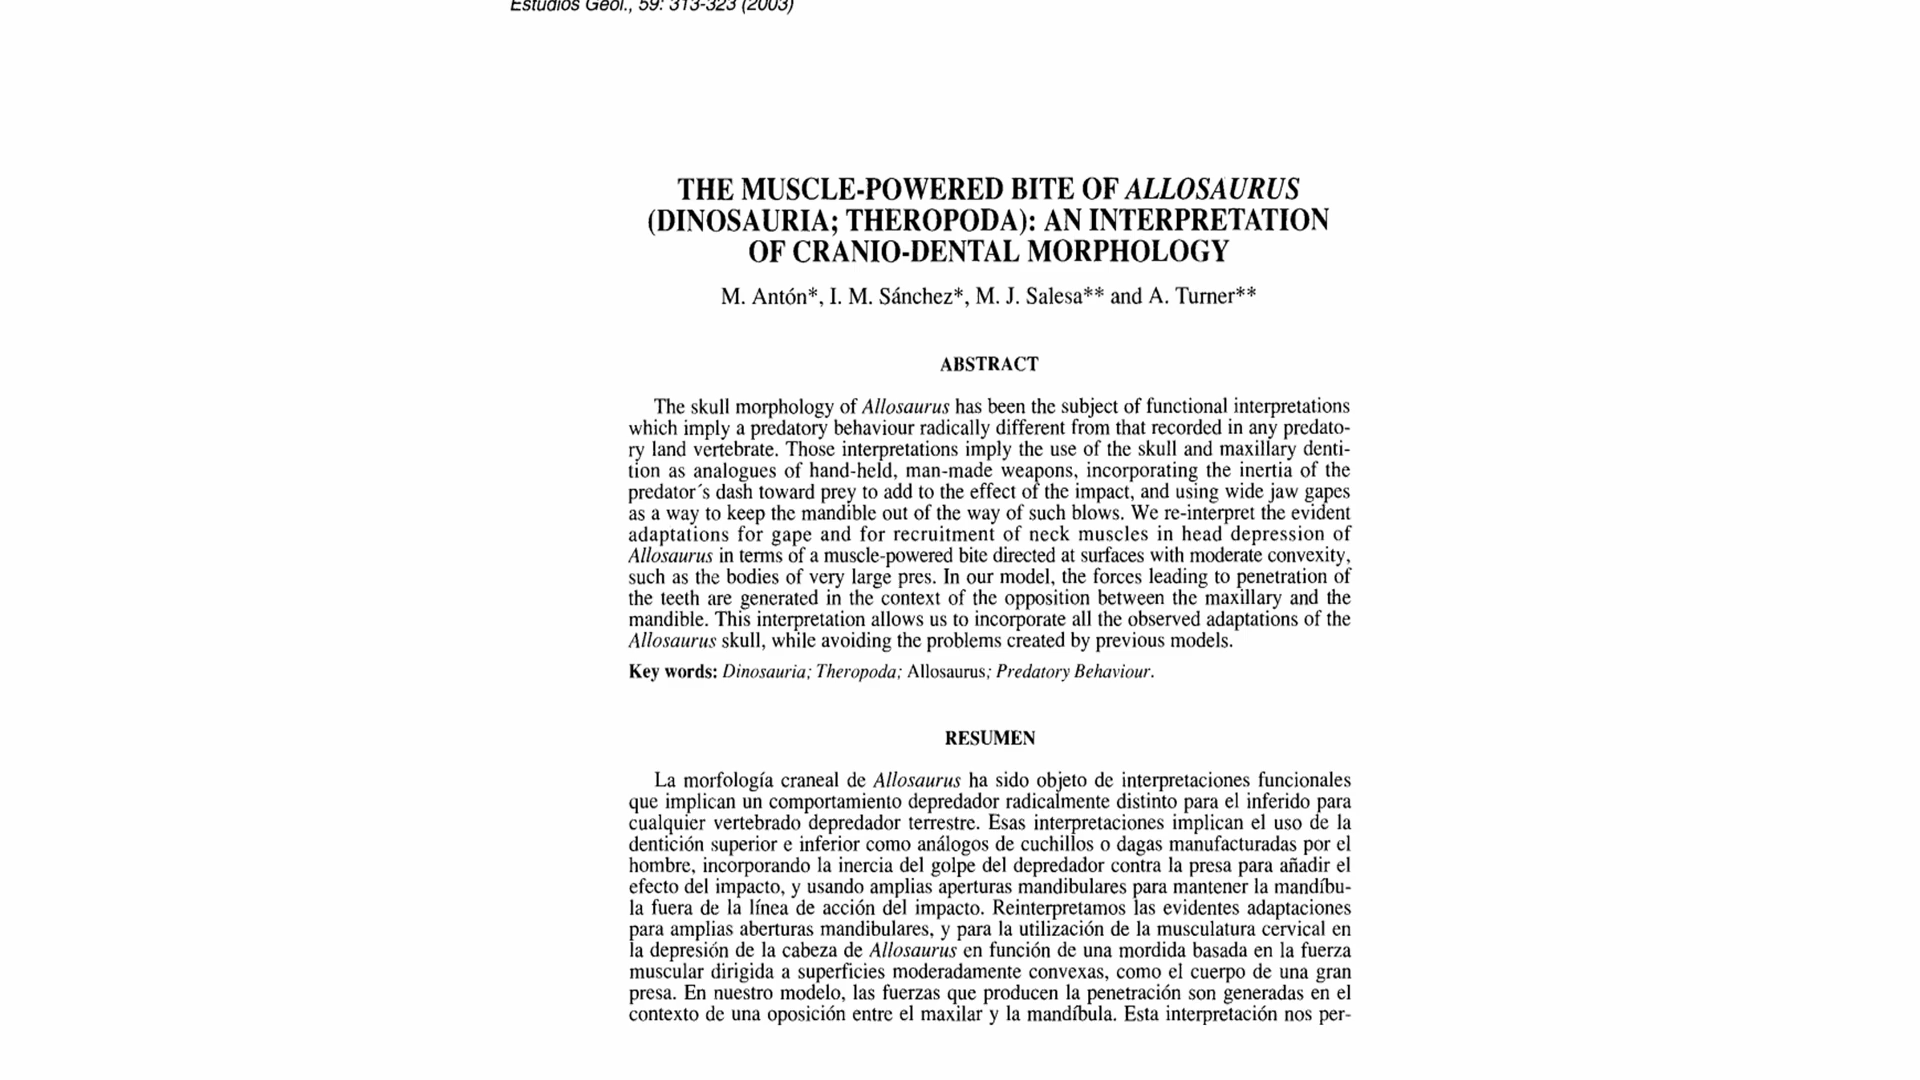 Estudios Geol., 59: 313-323 (2003)
THE MUSCLE-POWERED BITE OF ALLOSAURUS
(DINOSAURIA; THEROPODA): AN INTERPRETATION
OF CRANIO-DENTAL MORPHOLOGY
M. Antón*, I. M. Sánchez*, M. J. Salesa** and A. Turner**
ABSTRACT
The skull morphology of Allosaurus has been the subject of functional interpretations
which imply a predatory behaviour radically different from that recorded in any predato-
ry land vertebrate. Those interpretations imply the use of the skull and maxillary denti-
tion as analogues of hand-held, man-made weapons, incorporating the inertia of the
predator´s dash toward prey to add to the effect of the impact, and using wide jaw gapes
as a way to keep the mandible out of the way of such blows. We re-interpret the evident
adaptations for gape and for recruitment of neck muscles in head depression of
Allosaurus in terms of a muscle-powered bite directed at surfaces with moderate convexity,
such as the bodies of very large pres. In our model, the forces leading to penetration of
the teeth are generated in the context of the opposition between the maxillary and the
mandible. This interpretation allows us to incorporate all the observed adaptations of the
Allosaurus skull, while avoiding the problems created by previous models.
Key words: Dinosauria; Theropoda; Allosaurus; Predatory Behaviour.
RESUMEN
La morfología craneal de Allosaurus ha sido objeto de interpretaciones funcionales
que implican un comportamiento depredador radicalmente distinto para el inferido para
cualquier vertebrado depredador terrestre. Esas interpretaciones implican el uso de la
dentición superior e inferior como análogos de cuchillos o dagas manufacturadas por el
hombre, incorporando la inercia del golpe del depredador contra la presa para añadir el
efecto del impacto, y usando amplias aperturas mandibulares para mantener la mandíbu-
la fuera de la línea de acción del impacto. Reinterpretamos las evidentes adaptaciones
para amplias aberturas mandibulares, y para la utilización de la musculatura cervical en
la depresión de la cabeza de Allosaurus en función de una mordida basada en la fuerza
muscular dirigida a superficies moderadamente convexas, como el cuerpo de una gran
presa. En nuestro modelo, las fuerzas que producen la penetración son generadas en el
contexto de una oposición entre el maxilar y la mandíbula. Esta interpretación nos per-